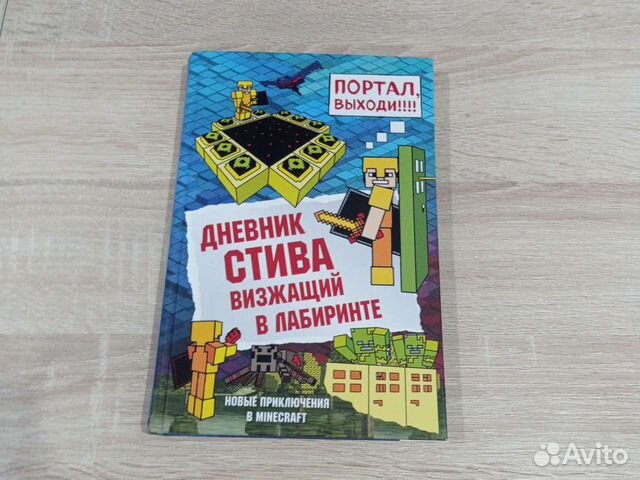 ПОРТАЛ,
ВЫХОДИ!!!!
ДНЕВНИК
СТИВА
ВИЗЖАЩИЙ
В ЛАБИРИНТЕ
НОВЫЕ ПРИКЛЮЧЕНИЯ
В MINECRAFT
Avito